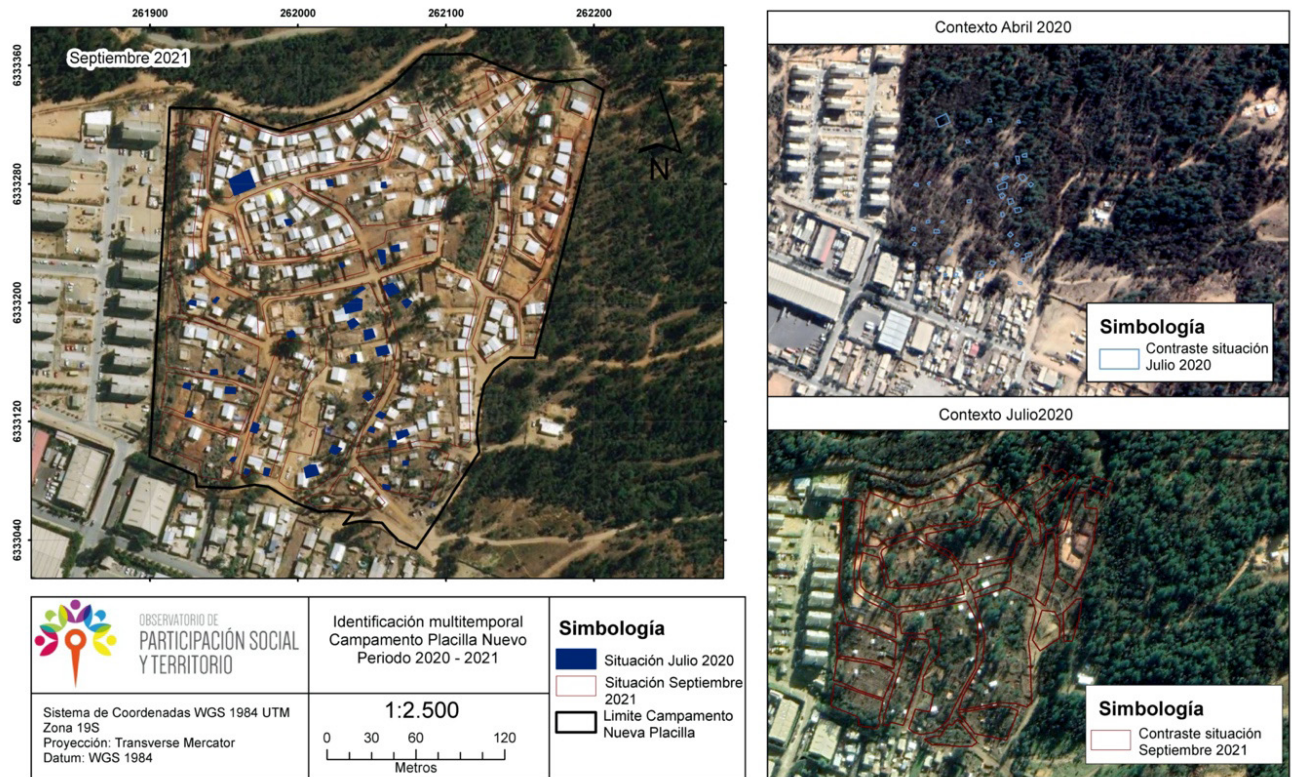 261900
262000
262100
262200
Septiembre 2021
6333360
6333280
6333200
6333120
6333040
N
OBSERVATORIO DE
PARTICIPACIÓN SOCIAL
Y TERRITORIO
Sistema de Coordenadas WGS 1984 UTM
Zona 19S
Proyección: Transverse Mercator
Datum: WGS 1984
Identificación multitemporal
Campamento Placilla Nuevo
Periodo 2020 - 2021
1:2.500
0 30 60 120
Metros
Simbología
Situación Julio 2020
Situación Septiembre
2021
Limite Campamento
Nueva Placilla
Contexto Abril 2020
Simbología
Contraste situación
Julio 2020
Contexto Julio2020
Simbología
Contraste situación
Septiembre 2021